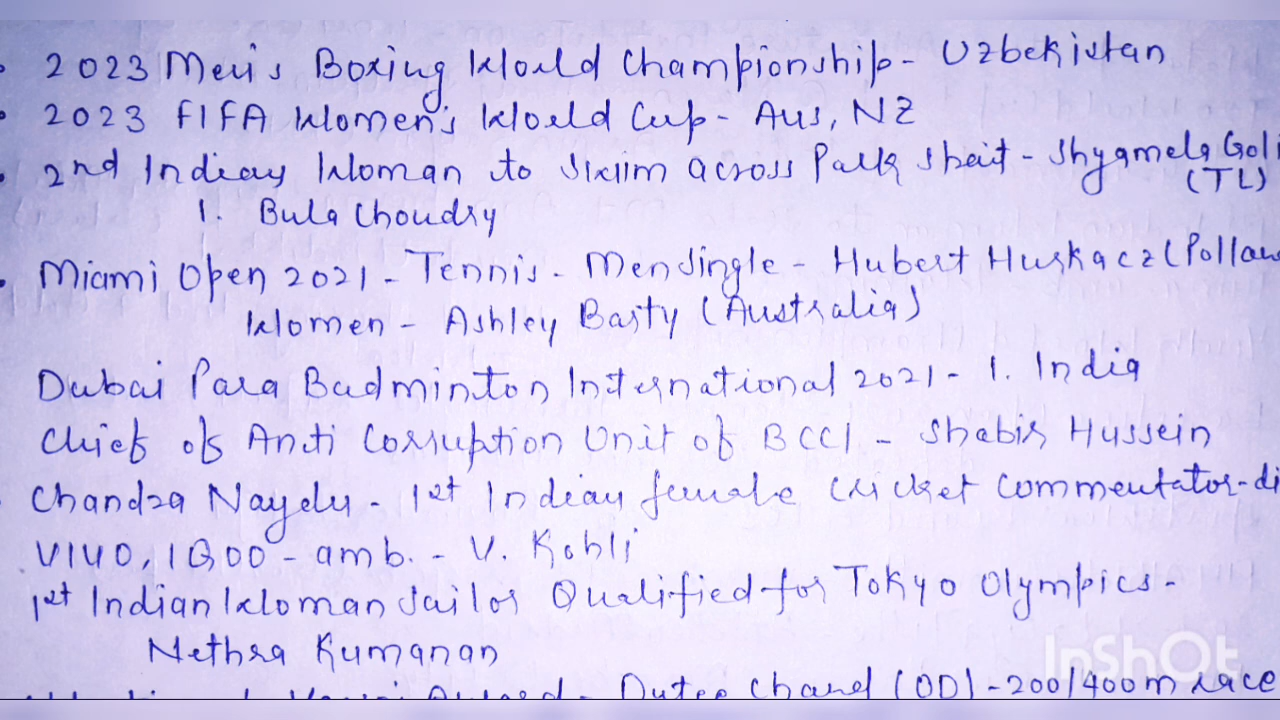 2023 Men's Boxing World Championship - Uzbekistan
2023 FIFA Women's World Cup - Aus, NZ
2nd Indian Woman to Swim across Palk Strait - Shyamala Goli
(TL)
1. Bula Choudry
Miami Open 2021 - Tennis - Men Single - Hubert Huskacz (Pollan
Women - Ashley Barty (Australia)
Dubai Para Badminton International 2021 - 1. India
Chief of Anti Corruption Unit of BCCI - Shabir Hussein
Chandra Nayedu - 1st Indian female cricket commentator - di
VIVO, IQOO - amb. - V. Kohli
1st Indian Woman Sailor Qualified for Tokyo Olympics -
Nethra Kumanan
Dutee Chand (OD) - 200/400m race
InShOt